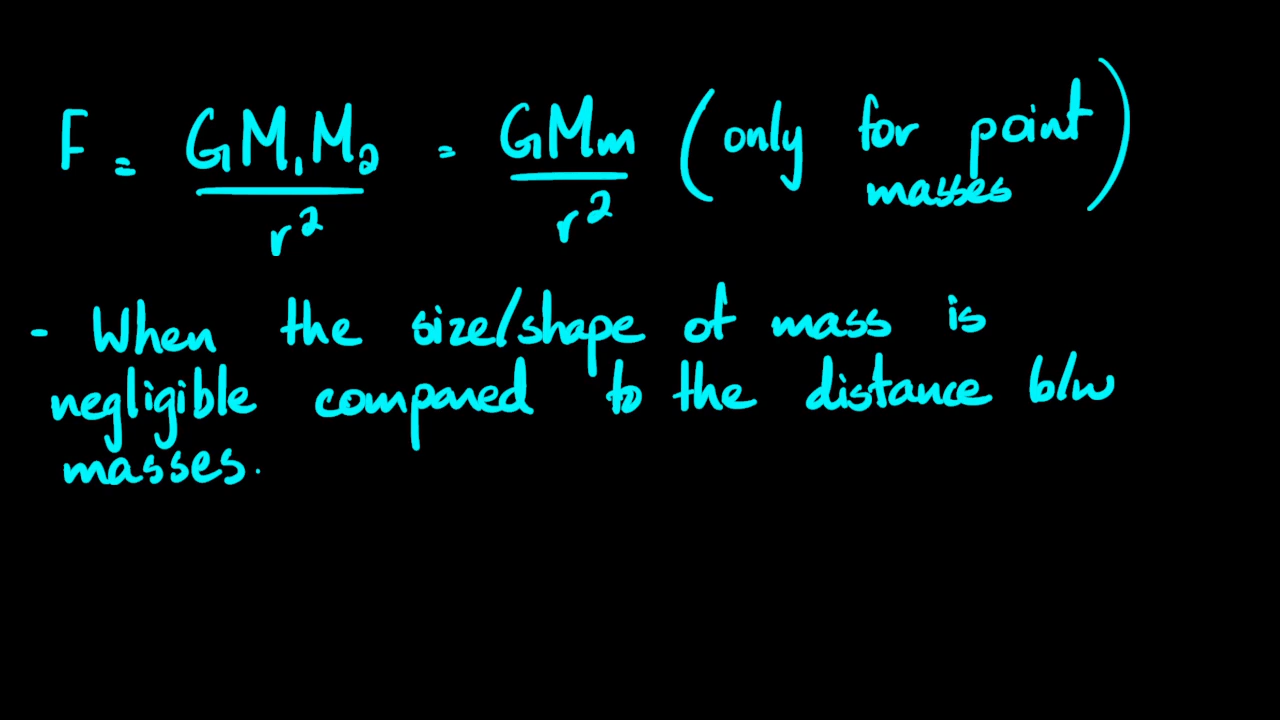 F = GM₁M₂/r² = GMm/r² (only for point masses)
- When the size/shape of mass is
negligible compared to the distance b/w
masses.